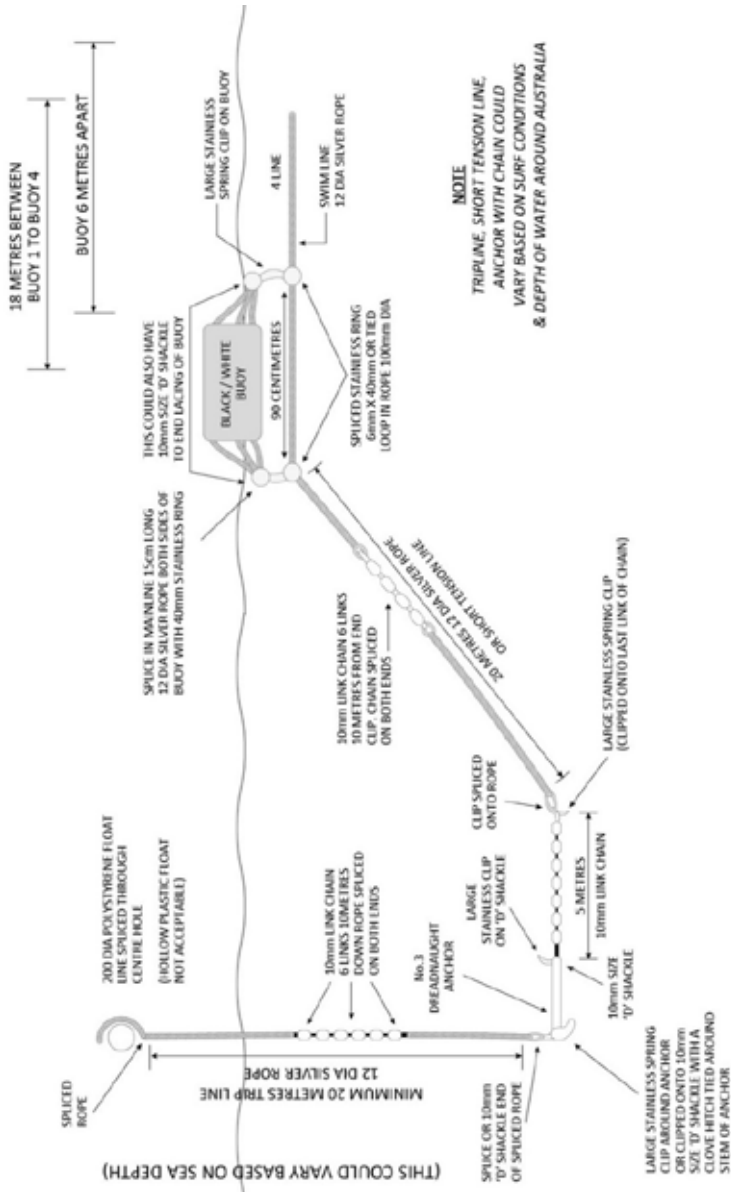 18 METRES BETWEEN
BUOY 1 TO BUOY 4
BUOY 6 METRES APART
LARGE STAINLESS
SPRING CLIP ON BUOY
4 LINE
SWIM LINE
12 DIA SILVER ROPE
THIS COULD ALSO HAVE
10mm SIZE 'D' SHACKLE
TO END LACING OF BUOY
BLACK / WHITE
BUOY
90 CENTIMETRES
SPLICED STAINLESS RING
6mm X 40mm OR TIED
LOOP IN ROPE 100mm DIA
NOTE
TRIPLINE, SHORT TENSION LINE,
ANCHOR WITH CHAIN COULD
VARY BASED ON SURF CONDITIONS
& DEPTH OF WATER AROUND AUSTRALIA
SPLICE IN MAINLINE 15cm LONG
12 DIA SILVER ROPE BOTH SIDES OF
BUOY WITH 40mm STAINLESS RING
10mm LINK CHAIN 6 LINKS
10 METRES FROM END
CLIP. CHAIN SPLICED
ON BOTH ENDS
20 METRES 12 DIA SILVER ROPE
OR SHORT TENSION LINE
200 DIA POLYSTYRENE FLOAT
LINE SPLICED THROUGH
CENTRE HOLE
(HOLLOW PLASTIC FLOAT
NOT ACCEPTABLE)
SPLICED
ROPE
10mm LINK CHAIN
6 LINKS 10METRES
DOWN ROPE SPLICED
ON BOTH ENDS
MINIMUM 20 METRES TRIP LINE
12 DIA SILVER ROPE
(THIS COULD VARY BASED ON SEA DEPTH)
No.3
DREADNAUGHT
ANCHOR
LARGE
STAINLESS CLIP
ON 'D' SHACKLE
CLIP SPLICED
ONTO ROPE
LARGE STAINLESS SPRING CLIP
(CLIPPED ONTO LAST LINK OF CHAIN)
5 METRES
10mm LINK CHAIN
10mm SIZE
'D' SHACKLE
SPLICE OR 10mm
'D' SHACKLE END
OF SPLICED ROPE
LARGE STAINLESS SPRING
CLIP AROUND ANCHOR
OR CLIPPED ONTO 10mm
SIZE 'D' SHACKLE WITH A
CLOVE HITCH TIED AROUND
STEM OF ANCHOR